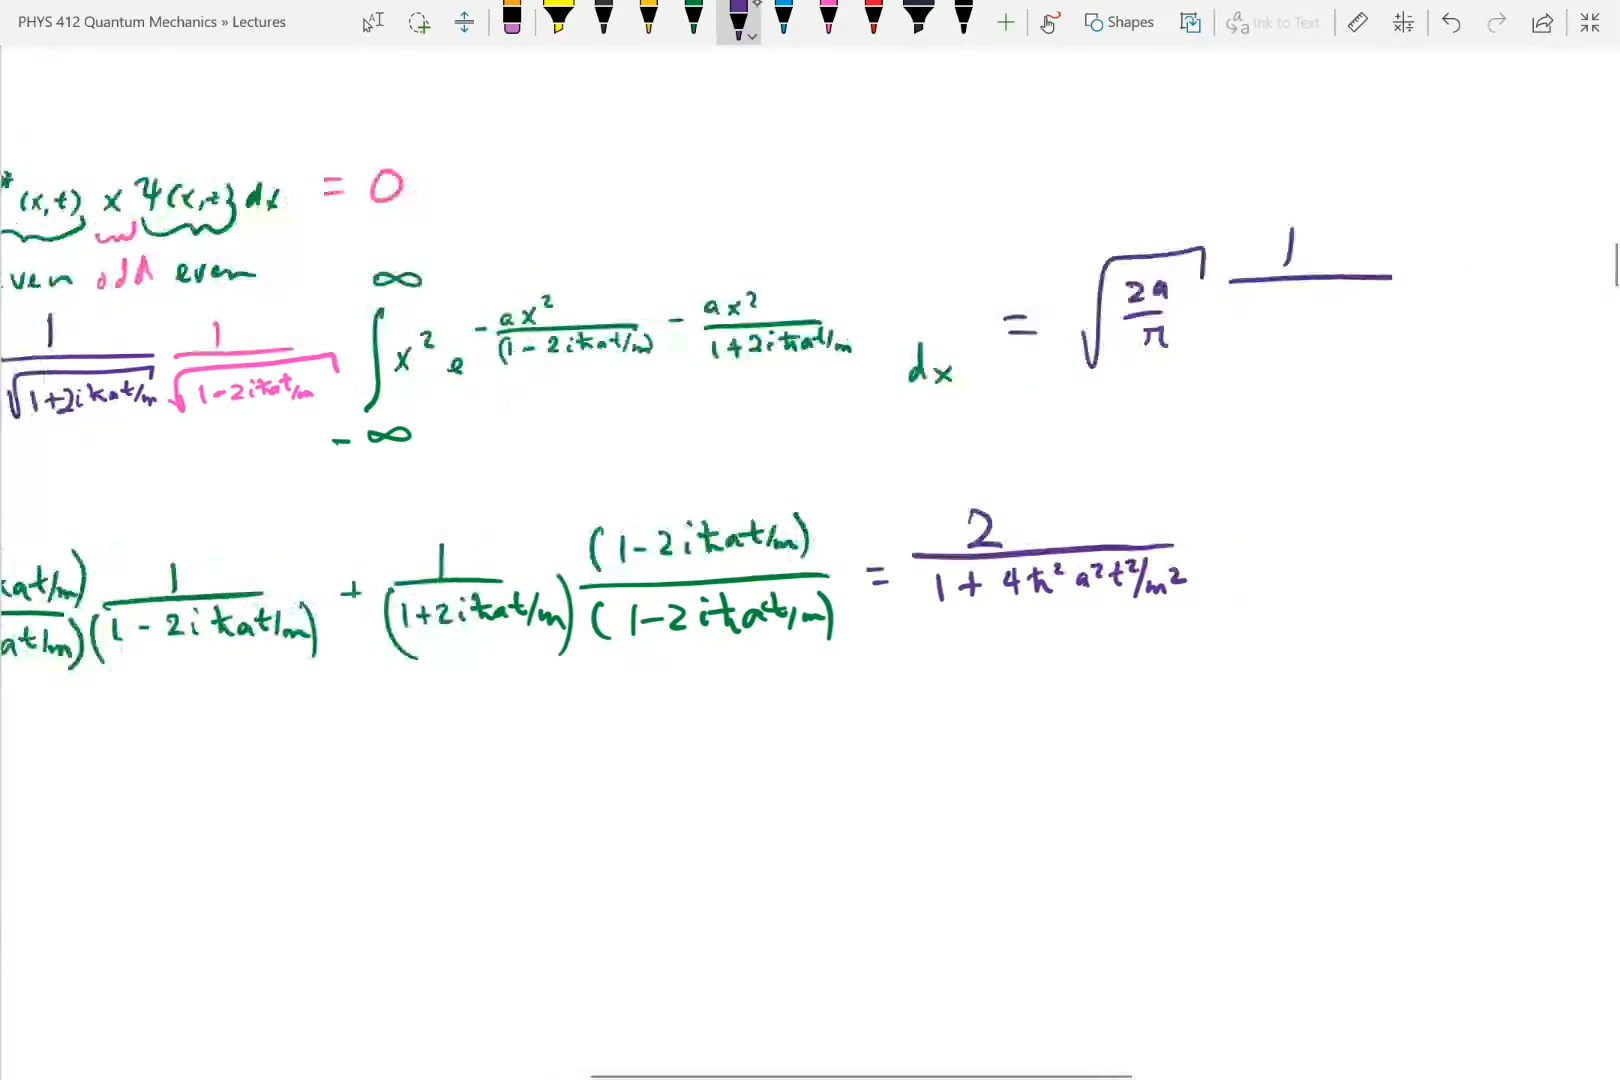 PHYS 412 Quantum Mechanics » Lectures Shapes Ink to Text
*(x,t) x Ψ(x,t) dx = 0
ven odd even
1/√(1+2iħat/m) 1/√(1-2iħat/m) ∫_{-∞}^{∞} x² e^{-ax²/(1-2iħat/m) - ax²/(1+2iħat/m)} dx = √(2a/π) 1/
at/m)/at/m) 1/(1-2iħat/m) + 1/(1+2iħat/m) (1-2iħat/m)/(1-2iħat/m) = 2/(1+4ħ²a²t²/m²)